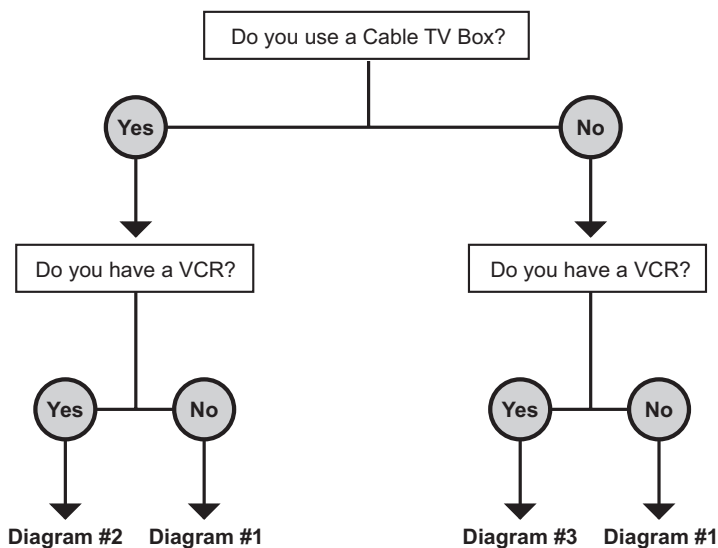 Do you use a Cable TV Box?
Yes
No
Do you have a VCR?
Do you have a VCR?
Yes
No
Yes
No
Diagram #2
Diagram #1
Diagram #3
Diagram #1